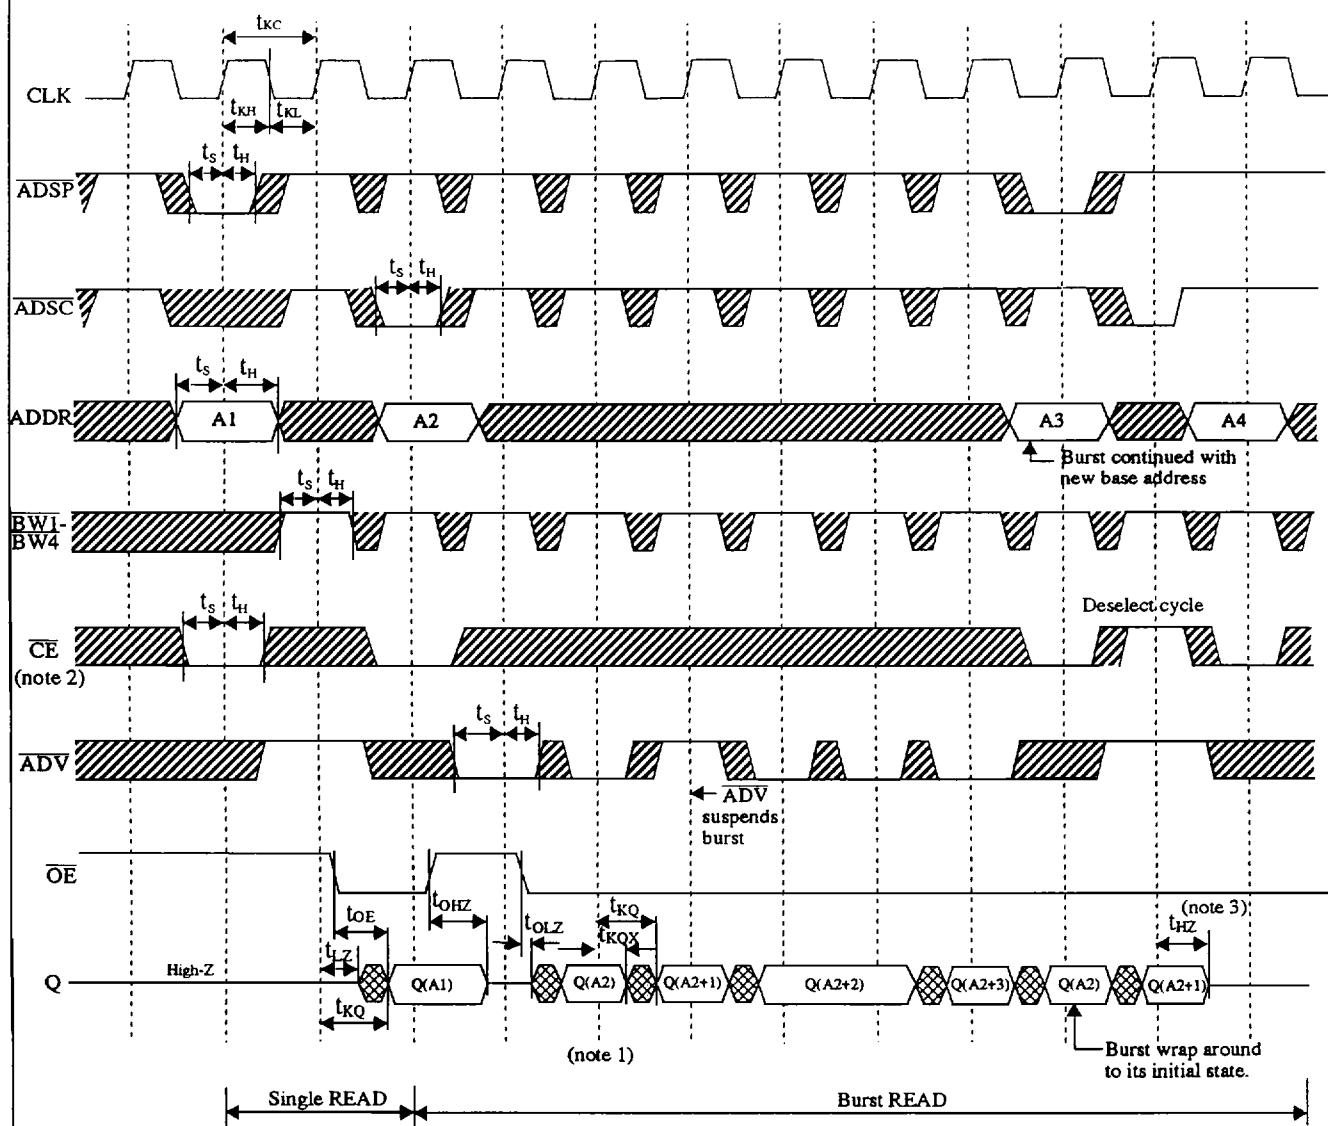 tKC
CLK
tKH tKL
tS tH
ADSP
tS tH
ADSC
tS tH
ADDR A1 A2 A3 A4
Burst continued with
new base address
tS tH
BW1-
BW4
Deselect cycle
tS tH
CE
(note 2)
tS tH
ADV
ADV
suspends
burst
OE
(note 3)
tOE tOHZ tOLZ tKQ tKQX tHZ
tLZ
Q High-Z Q(A1) Q(A2) Q(A2+1) Q(A2+2) Q(A2+3) Q(A2) Q(A2+1)
tKQ
(note 1)
Burst wrap around
to its initial state.
Single READ Burst READ